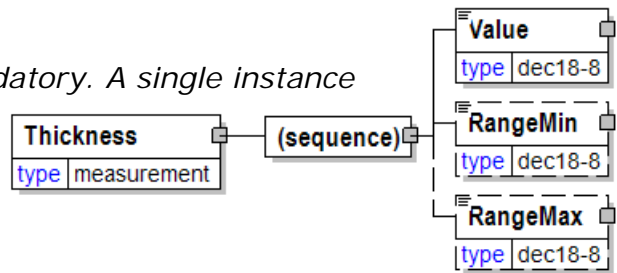 Value
type dec18-8
datory. A single instance
Thickness
type measurement
(sequence)
RangeMin
type dec18-8
RangeMax
type dec18-8